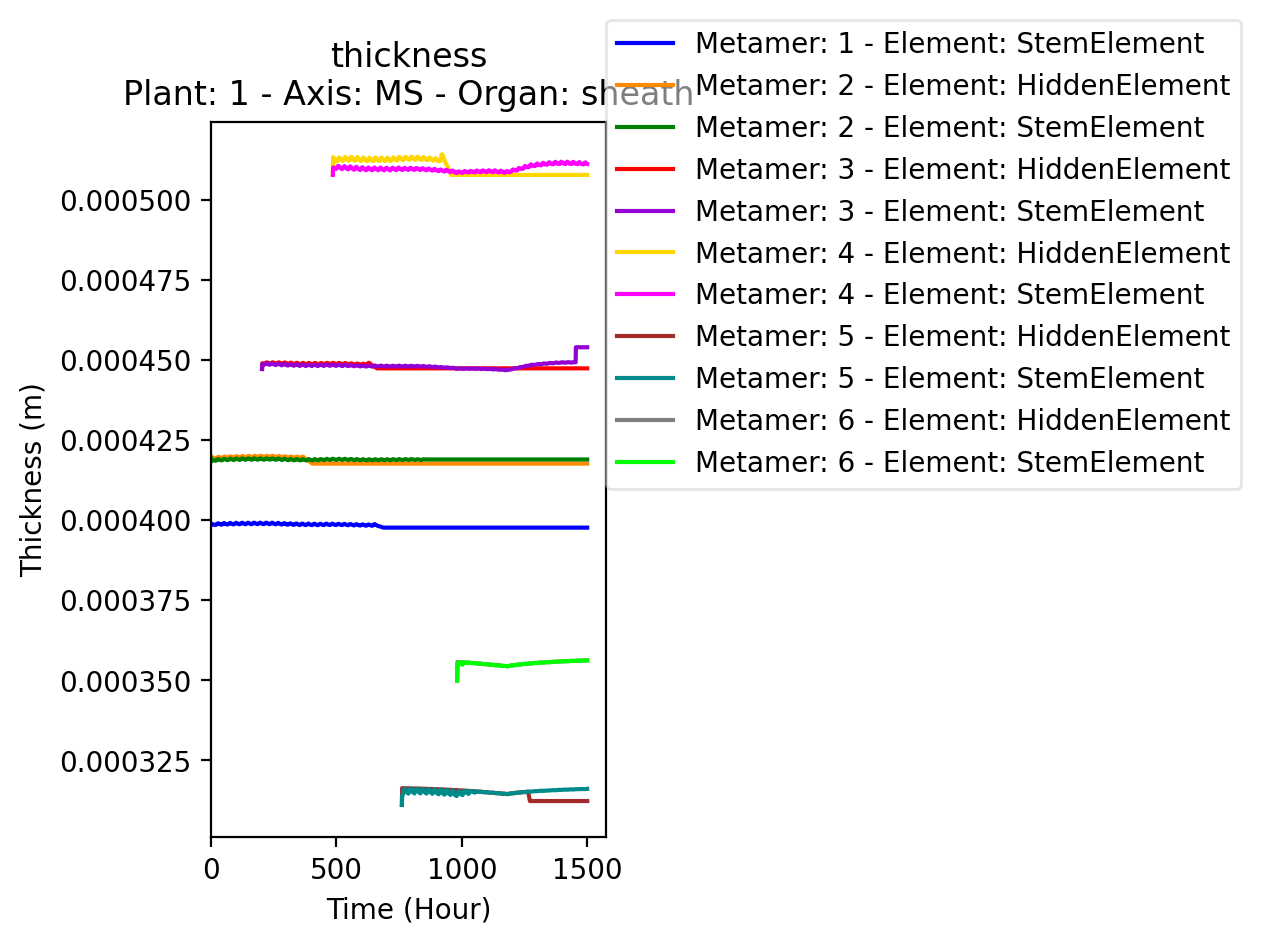 thickness
Plant: 1 - Axis: MS - Organ: sheath
Metamer: 1 - Element: StemElement
Metamer: 2 - Element: HiddenElement
Metamer: 2 - Element: StemElement
Metamer: 3 - Element: HiddenElement
Metamer: 3 - Element: StemElement
Metamer: 4 - Element: HiddenElement
Metamer: 4 - Element: StemElement
Metamer: 5 - Element: HiddenElement
Metamer: 5 - Element: StemElement
Metamer: 6 - Element: HiddenElement
Metamer: 6 - Element: StemElement
Thickness (m)
0.000500
0.000475
0.000450
0.000425
0.000400
0.000375
0.000350
0.000325
0 500 1000 1500
Time (Hour)